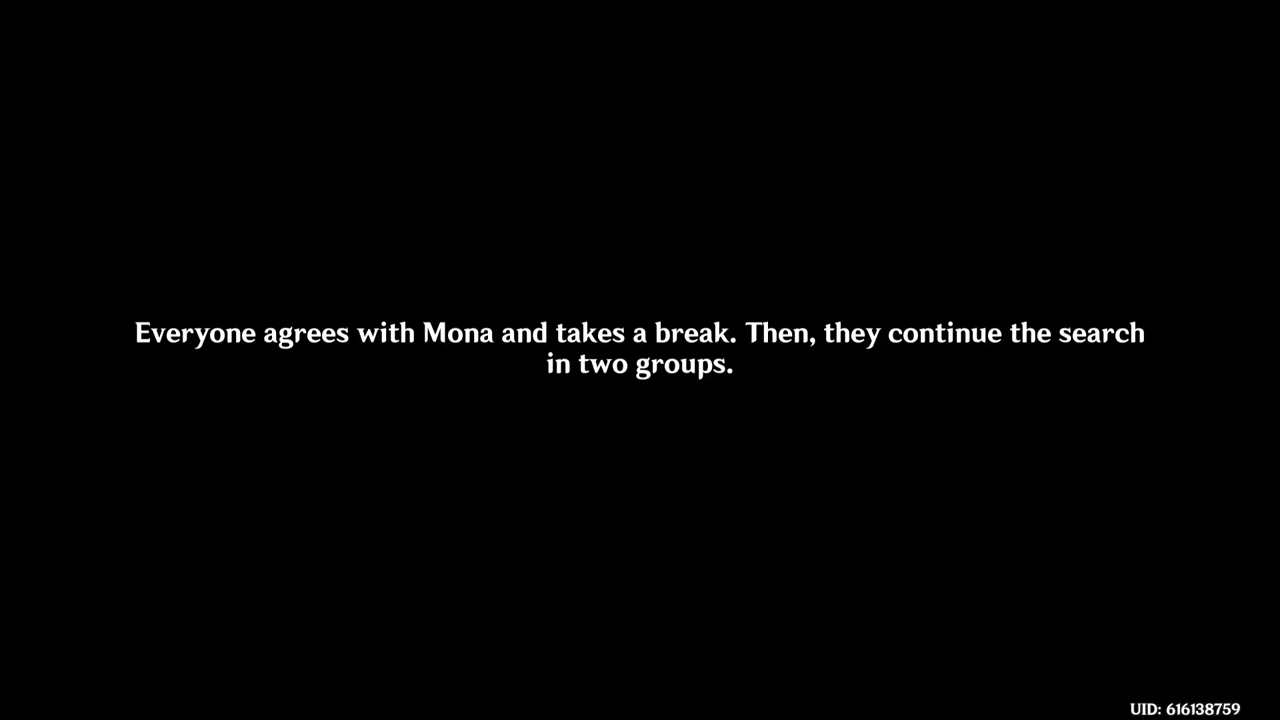 Everyone agrees with Mona and takes a break. Then, they continue the search
in two groups.
UID: 616138759